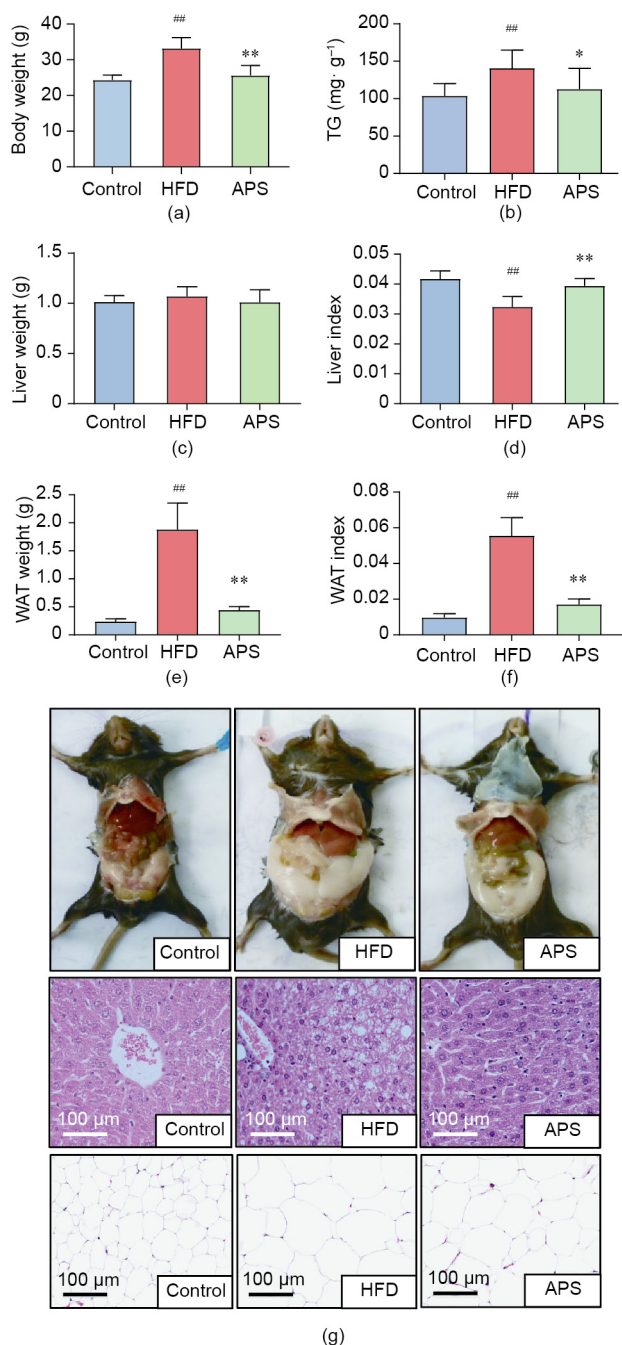 Body weight (g)
40
30
20
10
0
##
**
Control HFD APS
(a)
TG (mg· g⁻¹)
200
150
100
50
0
##
*
Control HFD APS
(b)
Liver weight (g)
1.5
1.0
0.5
0
Control HFD APS
(c)
Liver index
0.05
0.04
0.03
0.02
0.01
0
##
**
Control HFD APS
(d)
WAT weight (g)
2.5
2.0
1.5
1.0
0.5
0
##
**
Control HFD APS
(e)
WAT index
0.08
0.06
0.04
0.02
0
##
**
Control HFD APS
(f)
Control HFD APS
100 μm Control 100 μm HFD 100 μm APS
100 μm Control 100 μm HFD 100 μm APS
(g)